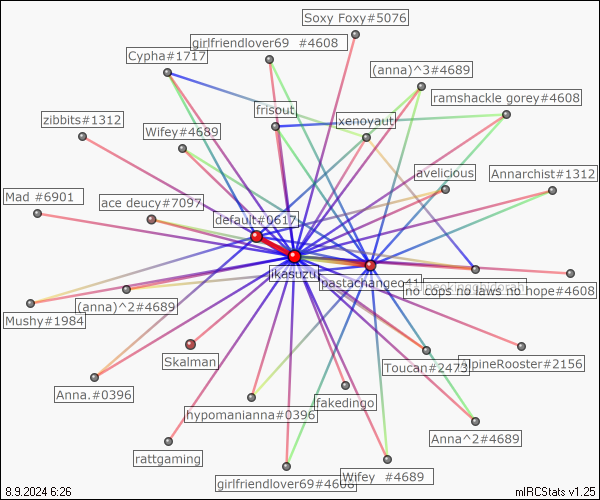 Soxy Foxy#5076
girlfriendlover69 #4608
Cypha#1717
(anna)^3#4689
ramshackle gorey#4608
frisout
xenoyaut
zibbits#1312
Wifey#4689
avelicious
Annarchist#1312
Mad #6901
ace deucy#7097
default#0617
ikesuzuk
pastachangeo41
no cops no laws no hope#4608
(anna)^2#4689
Mushy#1984
Skalman
Toucan#2473
AlpineRooster#2156
Anna.#0396
hypomanianna#0396
fakedingo
Anna^2#4689
rattgaming
girlfriendlover69#4608
Wifey #4689
8.9.2024 6:26
mIRCStats v1.25